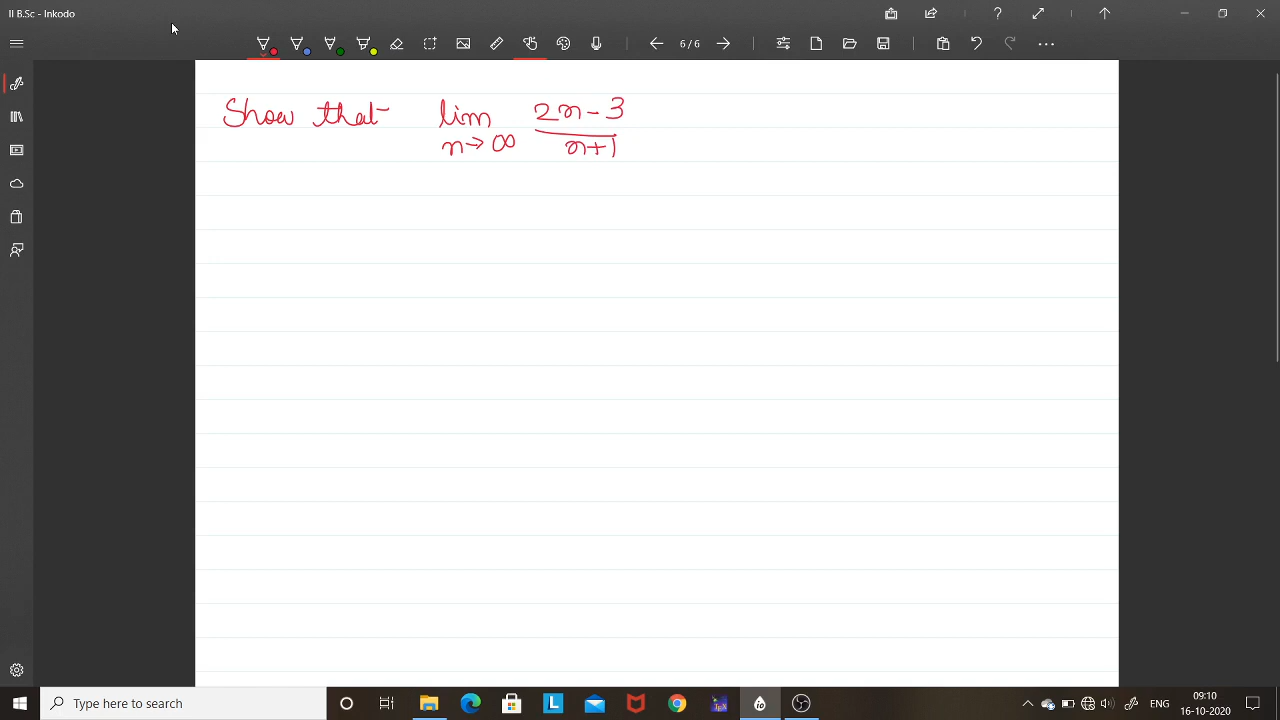 II B.Sc - Inkodo
6 / 6
Show that lim 2n-3
n→∞ n+1
Type here to search
ENG
09:10
16-10-2020